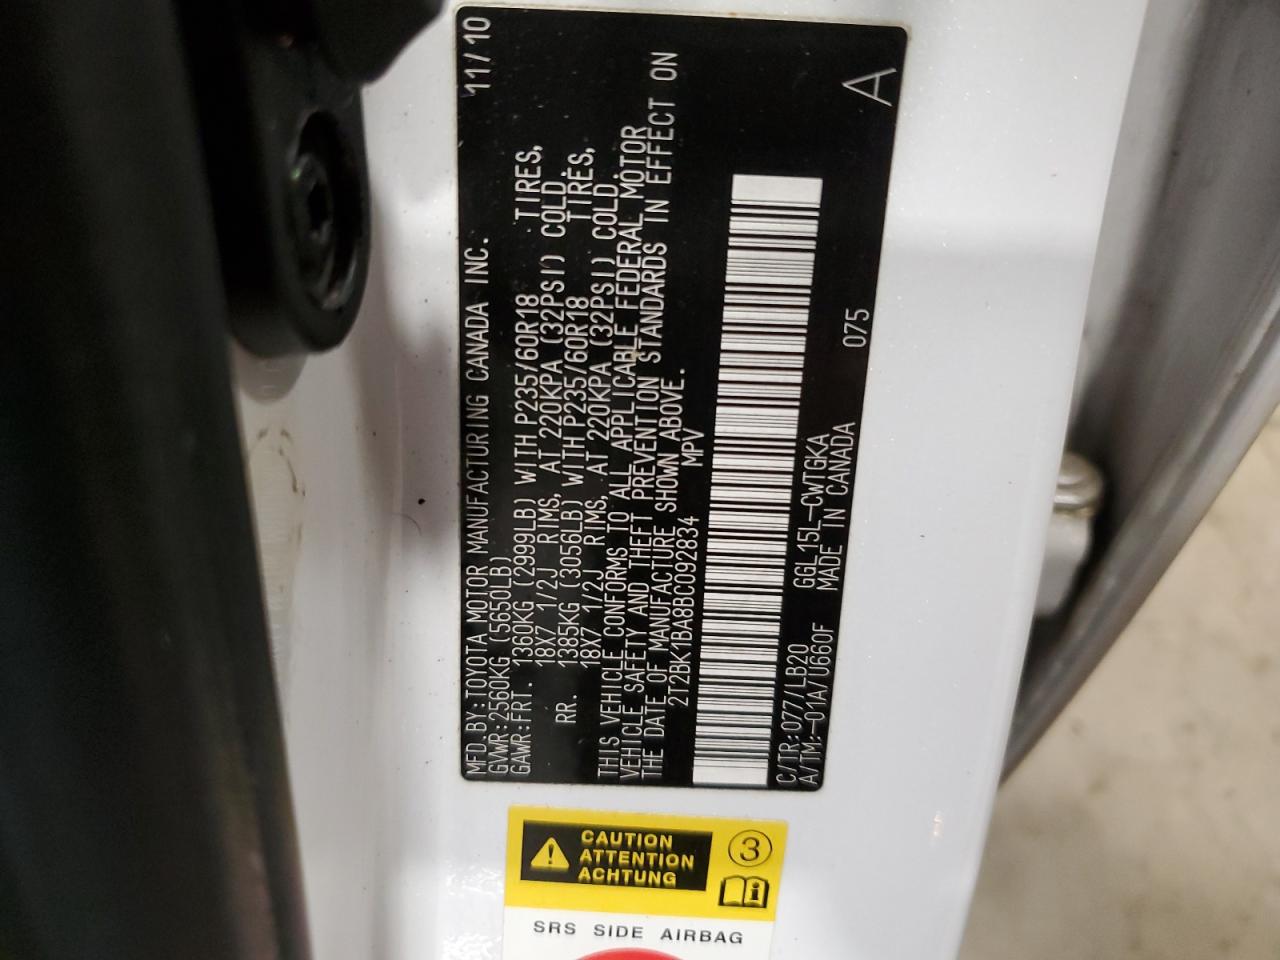 MFD.BY:TOYOTA MOTOR MANUFACTURING CANADA INC. 11/10
GVWR:2560KG (5650LB)
GAWR:FRT. 1360KG (2999LB) WITH P235/60R18 TIRES,
18X7 1/2J RIMS, AT 220KPA (32PSI) COLD.
RR. 1385KG (3056LB) WITH P235/60R18 TIRES,
18X7 1/2J RIMS, AT 220KPA (32PSI) COLD.
THIS VEHICLE CONFORMS TO ALL APPLICABLE FEDERAL MOTOR
VEHICLE SAFETY AND THEFT PREVENTION STANDARDS IN EFFECT ON
THE DATE OF MANUFACTURE SHOWN ABOVE.
2T2BK1BA8BC092834 MPV
C/TR:077/LB20 GGL15L-CWTGKA 075 A
A/TM:-01A/U660F MADE IN CANADA
CAUTION
ATTENTION
ACHTUNG
3
i
SRS SIDE AIRBAG